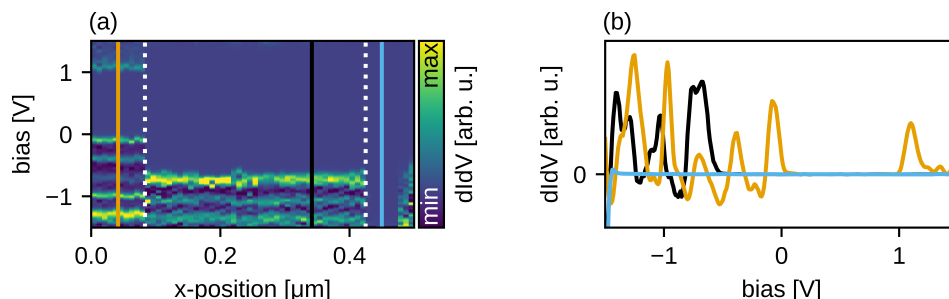 (a)
bias [V]
1
0
−1
0.0
0.2
0.4
x-position [µm]
max
min
dIdV [arb. u.]
(b)
dIdV [arb. u.]
0
−1
0
1
bias [V]